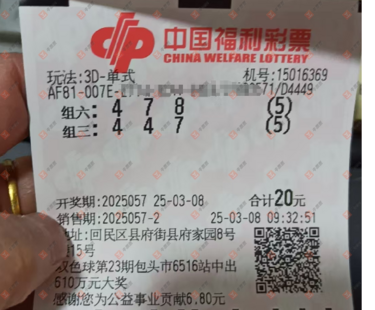 中国福利彩票
CHINA WELFARE LOTTERY
玩法:3D-单式 机号:15016369
AF81-007E- 71/D4449
组六: 4 7 8 (5)
组三: 4 4 7 (5)
开奖期:2025057 25-03-08 合计20元
销售期:2025057-2 25-03-08 09:32:51
地址:回民区县府街县府家园8号
15号
双色球第23期包头市6516站中出
610万元大奖
感谢您为公益事业贡献6.80元